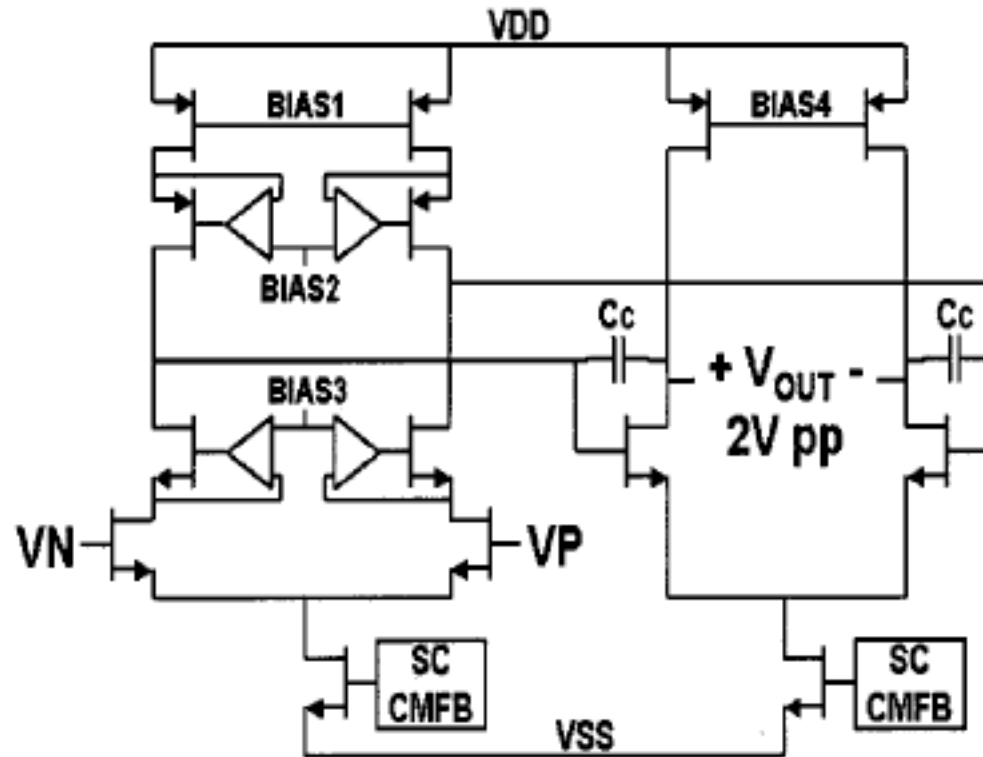 VDD
BIAS1
BIAS4
BIAS2
Cc
Cc
+ VOUT -
2V pp
BIAS3
VN
VP
SC
CMFB
SC
CMFB
VSS